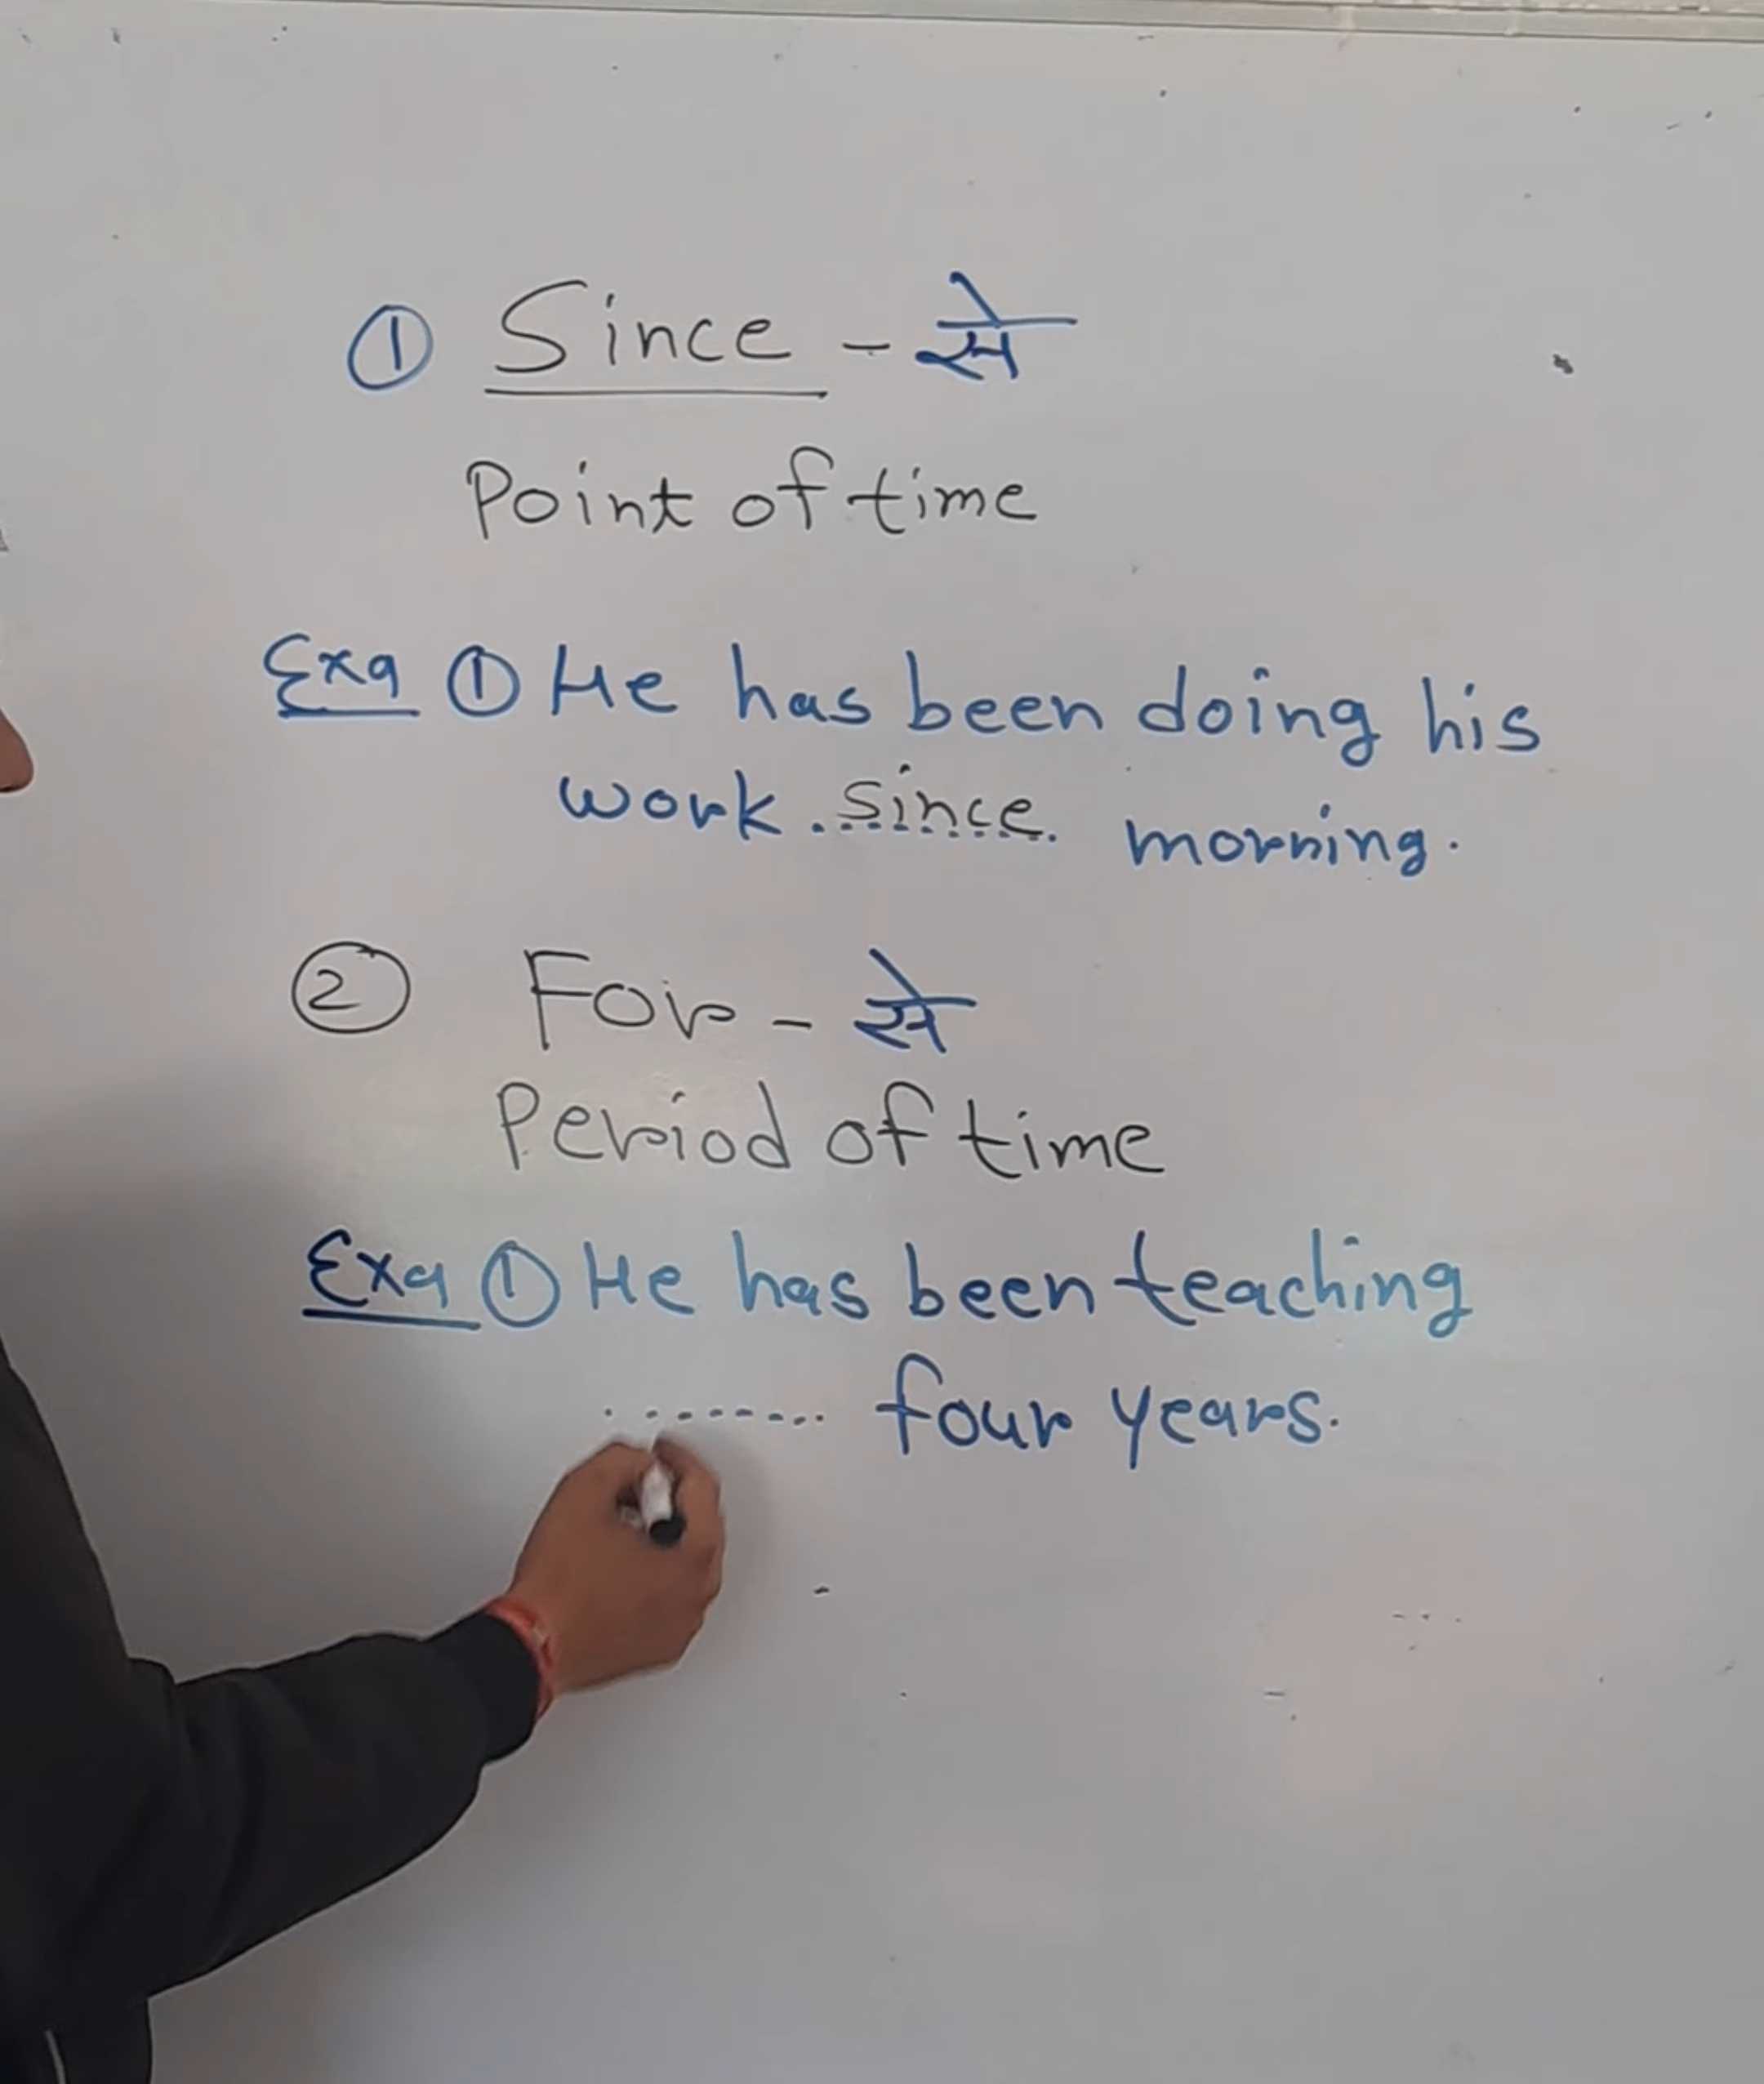 ① Since - से
Point of time
Exa ① He has been doing his
work .since. morning.
② For - से
Period of time
Exa ① He has been teaching
........ four years.